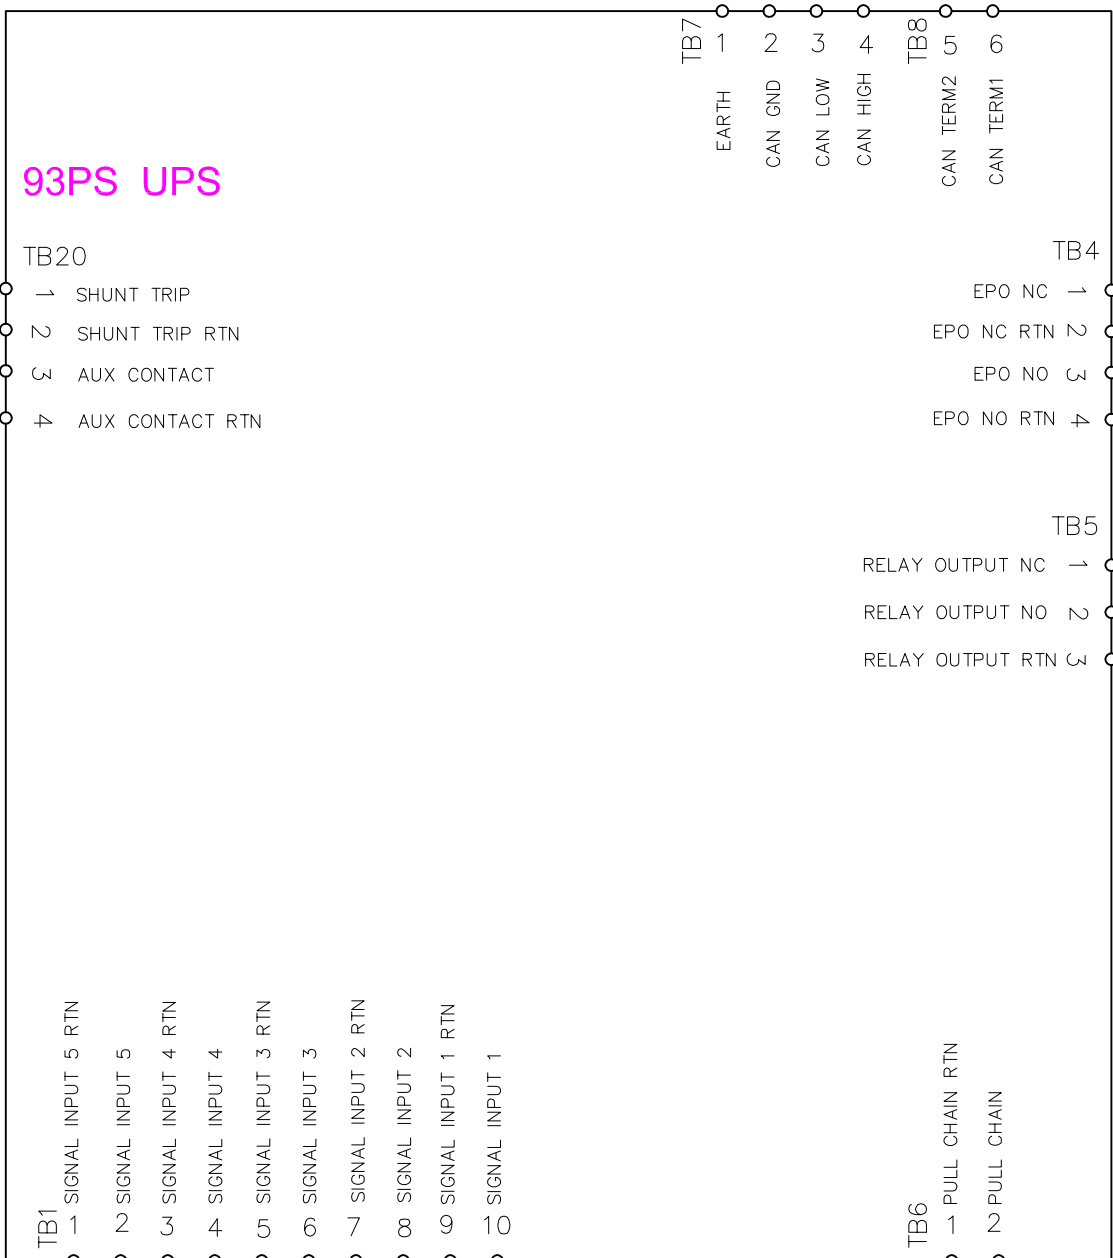 TB7 1 2 3 4 TB8 5 6
EARTH
CAN GND
CAN LOW
CAN HIGH
CAN TERM2
CAN TERM1
93PS UPS
TB20
1 SHUNT TRIP
2 SHUNT TRIP RTN
3 AUX CONTACT
4 AUX CONTACT RTN
TB4
EPO NC 1
EPO NC RTN 2
EPO NO 3
EPO NO RTN 4
TB5
RELAY OUTPUT NC 1
RELAY OUTPUT NO 2
RELAY OUTPUT RTN 3
TB1
1 SIGNAL INPUT 5 RTN
2 SIGNAL INPUT 5
3 SIGNAL INPUT 4 RTN
4 SIGNAL INPUT 4
5 SIGNAL INPUT 3 RTN
6 SIGNAL INPUT 3
7 SIGNAL INPUT 2 RTN
8 SIGNAL INPUT 2
9 SIGNAL INPUT 1 RTN
10 SIGNAL INPUT 1
TB6
1 PULL CHAIN RTN
2 PULL CHAIN